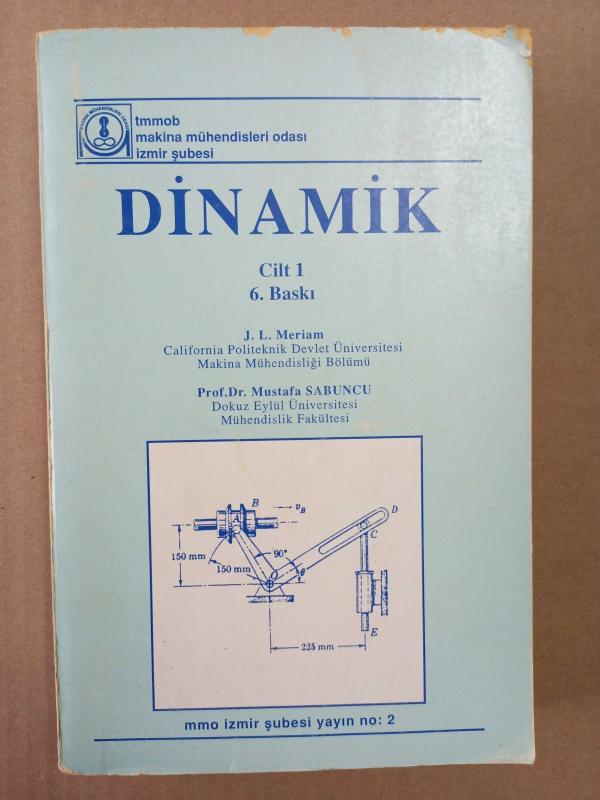 tmmob
makina mühendisleri odası
izmir şubesi
DİNAMİK
Cilt 1
6. Baskı
J. L. Meriam
California Politeknik Devlet Üniversitesi
Makina Mühendisliği Bölümü
Prof.Dr. Mustafa SABUNCU
Dokuz Eylül Üniversitesi
Mühendislik Fakültesi
B
v_B
A
D
C
150 mm
90°
150 mm
O
θ
E
225 mm
mmo izmir şubesi yayın no: 2